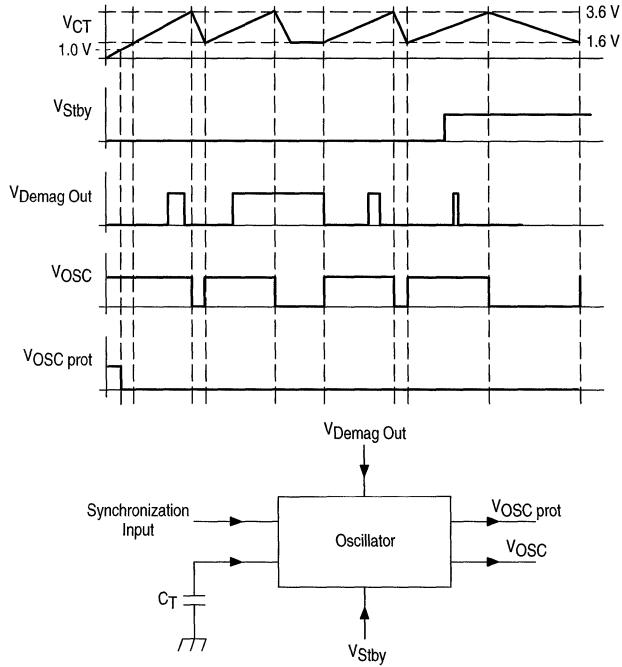 VCT
3.6 V
1.0 V
1.6 V
VStby
VDemag Out
VOSC
VOSC prot
VDemag Out
Synchronization
Input
Oscillator
VOSC prot
VOSC
CT
VStby